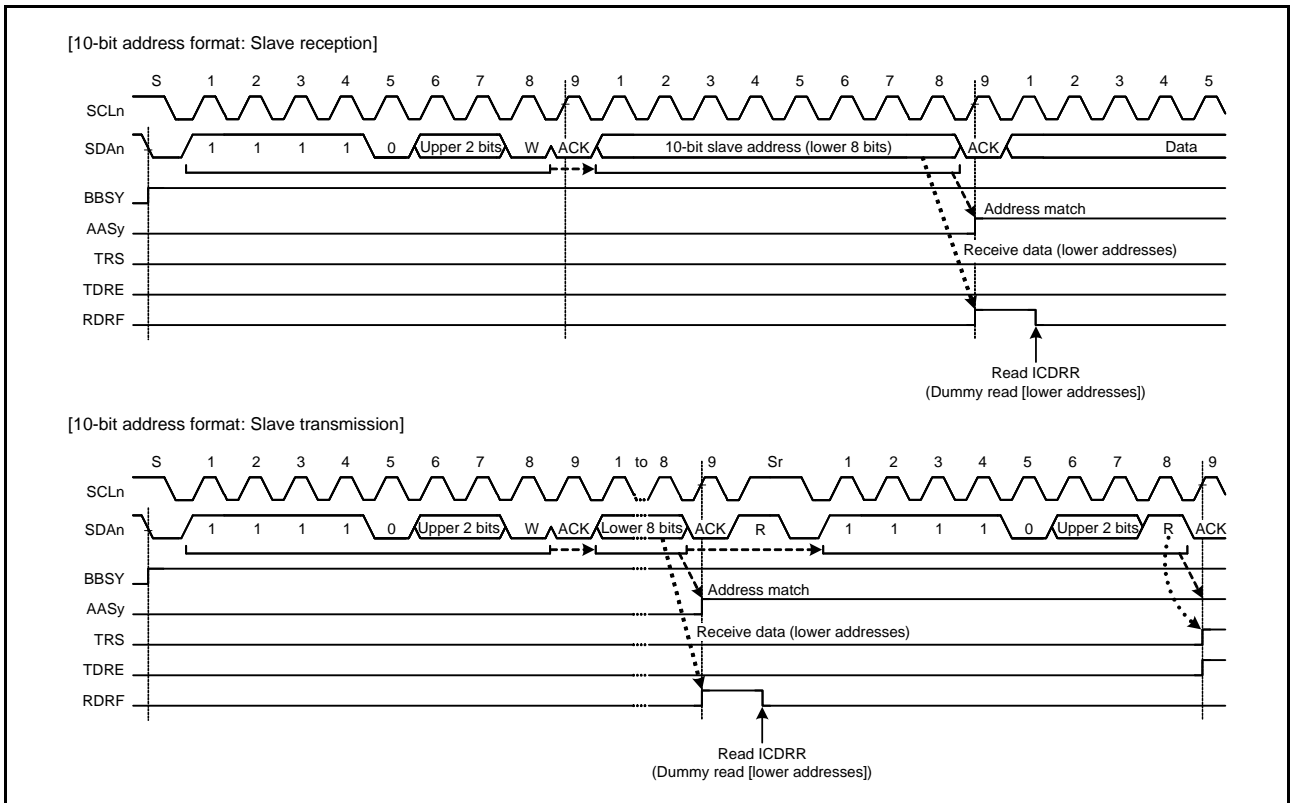 [10-bit address format: Slave reception]
S 1 2 3 4 5 6 7 8 9 1 2 3 4 5 6 7 8 9 1 2 3 4 5
SCLn
SDAn 1 1 1 1 0 Upper 2 bits W ACK 10-bit slave address (lower 8 bits) ACK Data
BBSY
Address match
AASy
Receive data (lower addresses)
TRS
TDRE
RDRF
Read ICDRR
(Dummy read [lower addresses])
[10-bit address format: Slave transmission]
S 1 2 3 4 5 6 7 8 9 1 to 8 9 Sr 1 2 3 4 5 6 7 8 9
SCLn
SDAn 1 1 1 1 0 Upper 2 bits W ACK Lower 8 bits ACK R 1 1 1 1 0 Upper 2 bits R ACK
BBSY
Address match
AASy
Receive data (lower addresses)
TRS
TDRE
RDRF
Read ICDRR
(Dummy read [lower addresses])